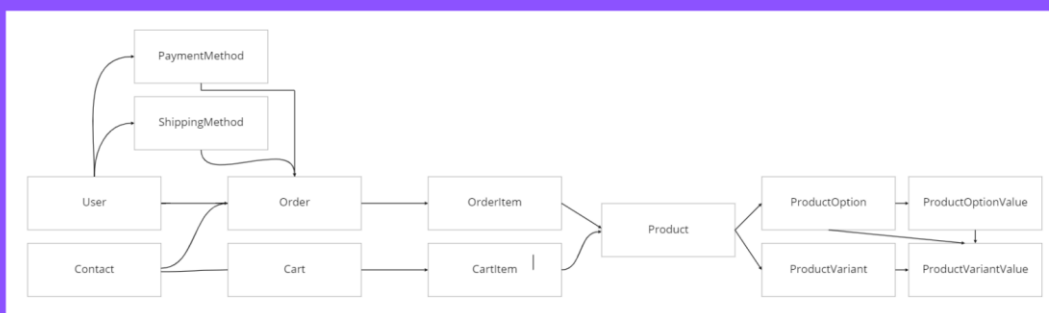 PaymentMethod
ShippingMethod
User
Order
OrderItem
Product
ProductOption
ProductOptionValue
Contact
Cart
CartItem
ProductVariant
ProductVariantValue